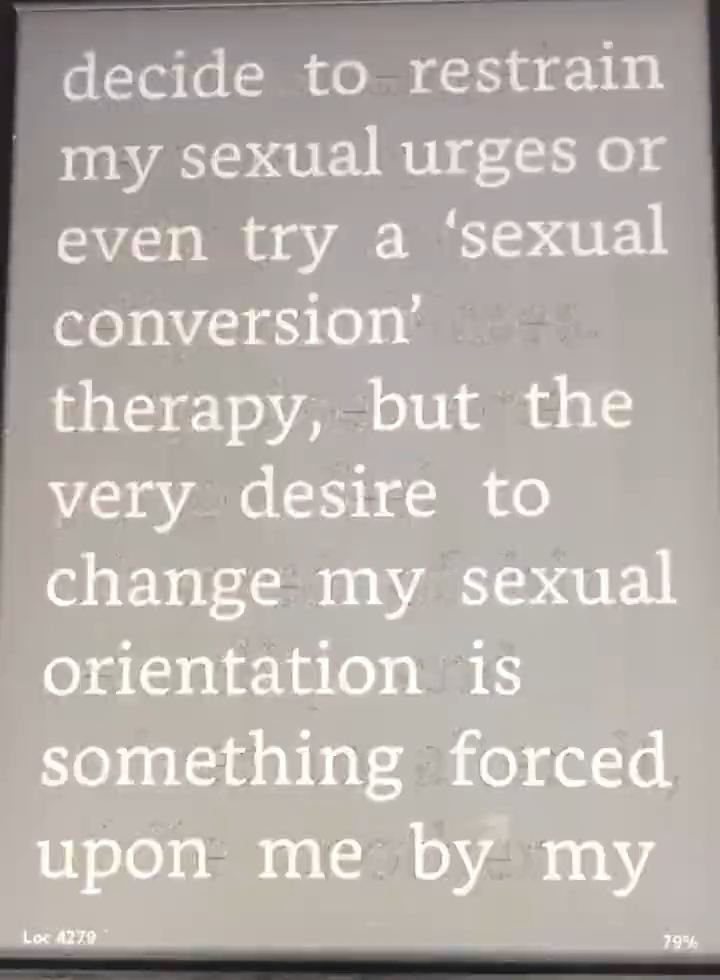 decide to restrain
my sexual urges or
even try a ‘sexual
conversion’
therapy, but the
very desire to
change my sexual
orientation is
something forced
upon me by my
Loc 4279 79%